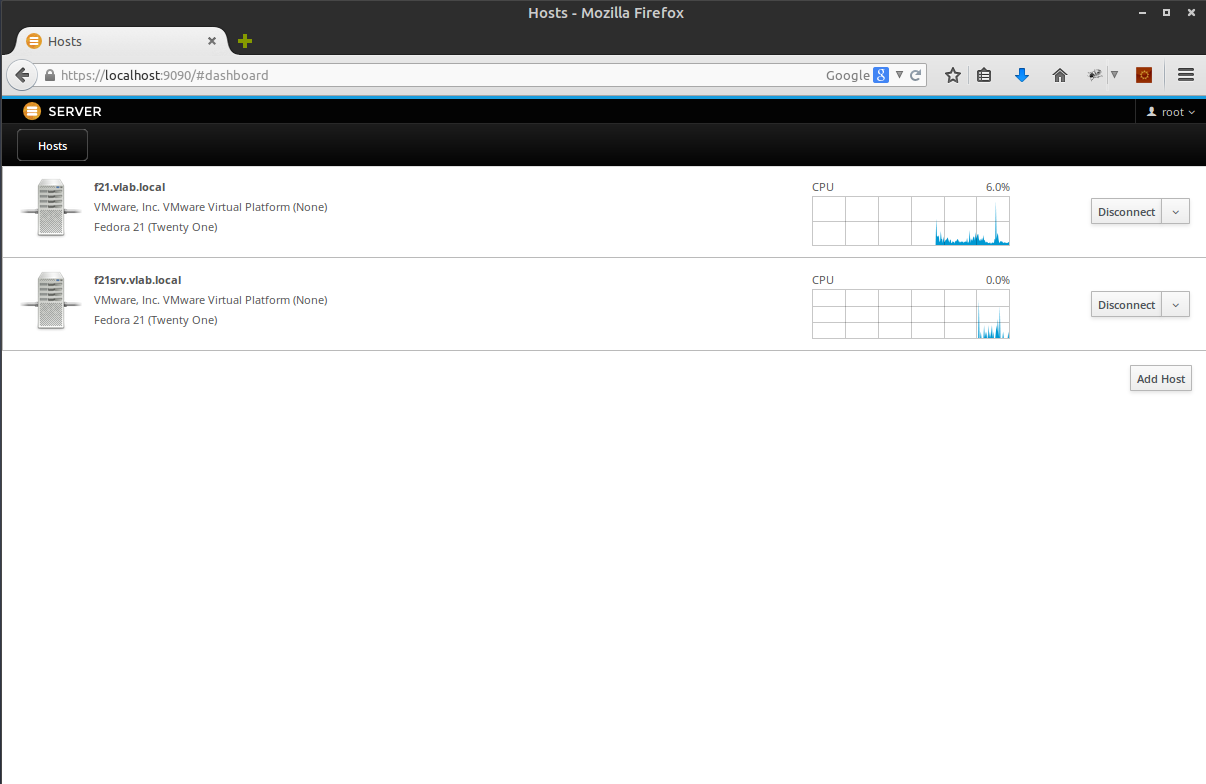 Hosts - Mozilla Firefox
Hosts
https://localhost:9090/#dashboard
Google 8
SERVER
root
Hosts
f21.vlab.local
VMware, Inc. VMware Virtual Platform (None)
Fedora 21 (Twenty One)
CPU 6.0%
Disconnect
f21srv.vlab.local
VMware, Inc. VMware Virtual Platform (None)
Fedora 21 (Twenty One)
CPU 0.0%
Disconnect
Add Host